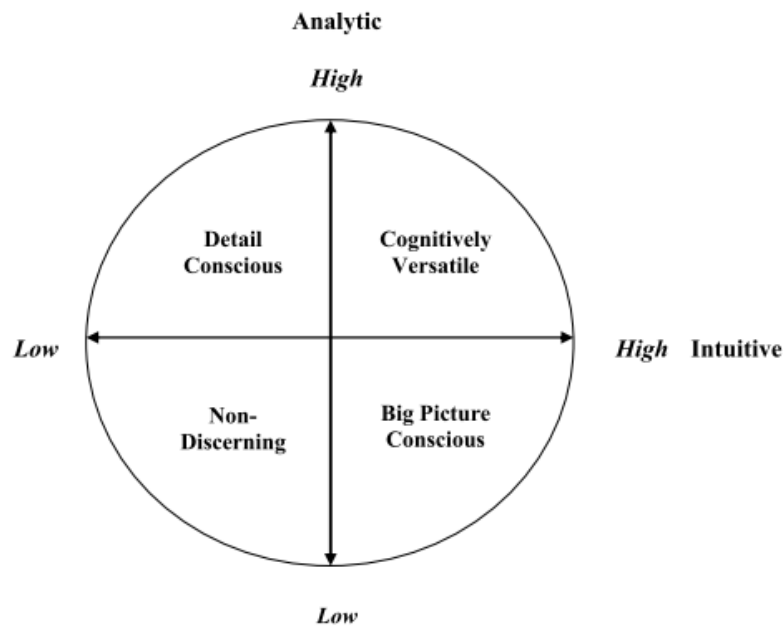 Analytic
High
Detail
Conscious
Cognitively
Versatile
Low
High Intuitive
Non-
Discerning
Big Picture
Conscious
Low